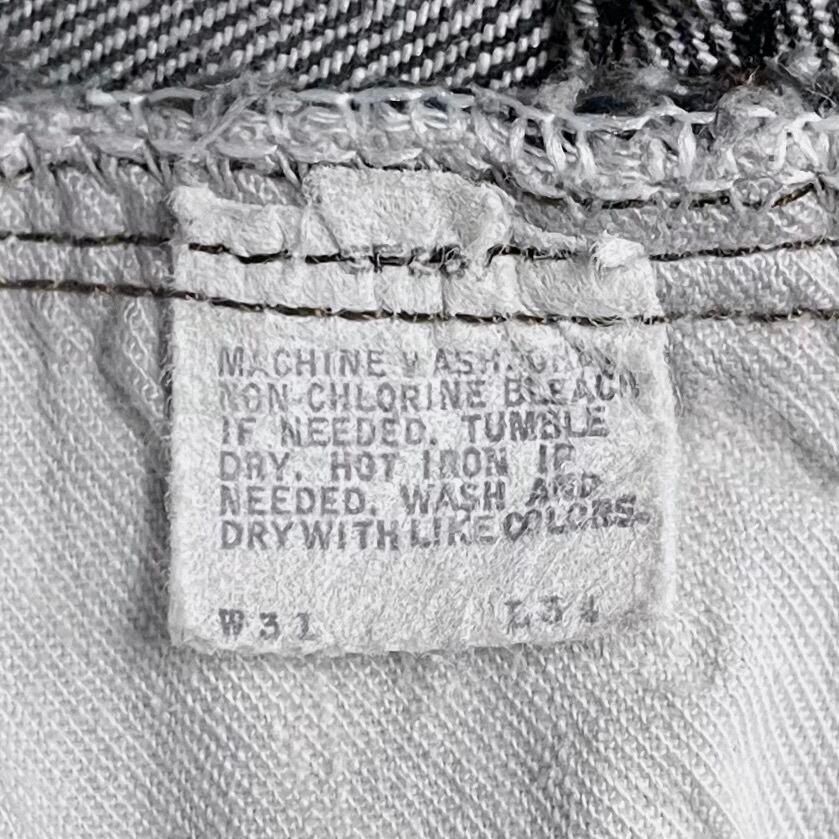 MACHINE WASH.
NON-CHLORINE BLEACH
IF NEEDED. TUMBLE
DRY. HOT IRON IF
NEEDED. WASH AND
DRY WITH LIKE COLORS.
W31 L34